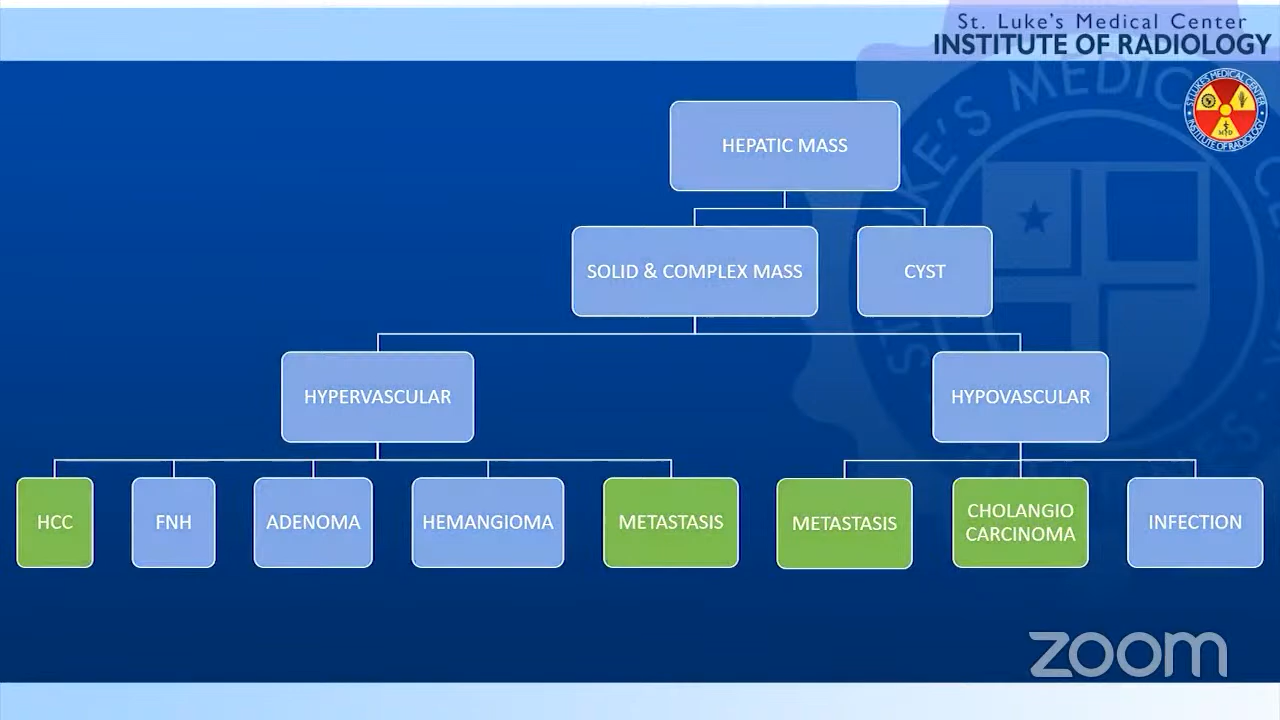 St. Luke's Medical Center
INSTITUTE OF RADIOLOGY
HEPATIC MASS
SOLID & COMPLEX MASS
CYST
HYPERVASCULAR
HYPOVASCULAR
HCC
FNH
ADENOMA
HEMANGIOMA
METASTASIS
METASTASIS
CHOLANGIO
CARCINOMA
INFECTION
zoom